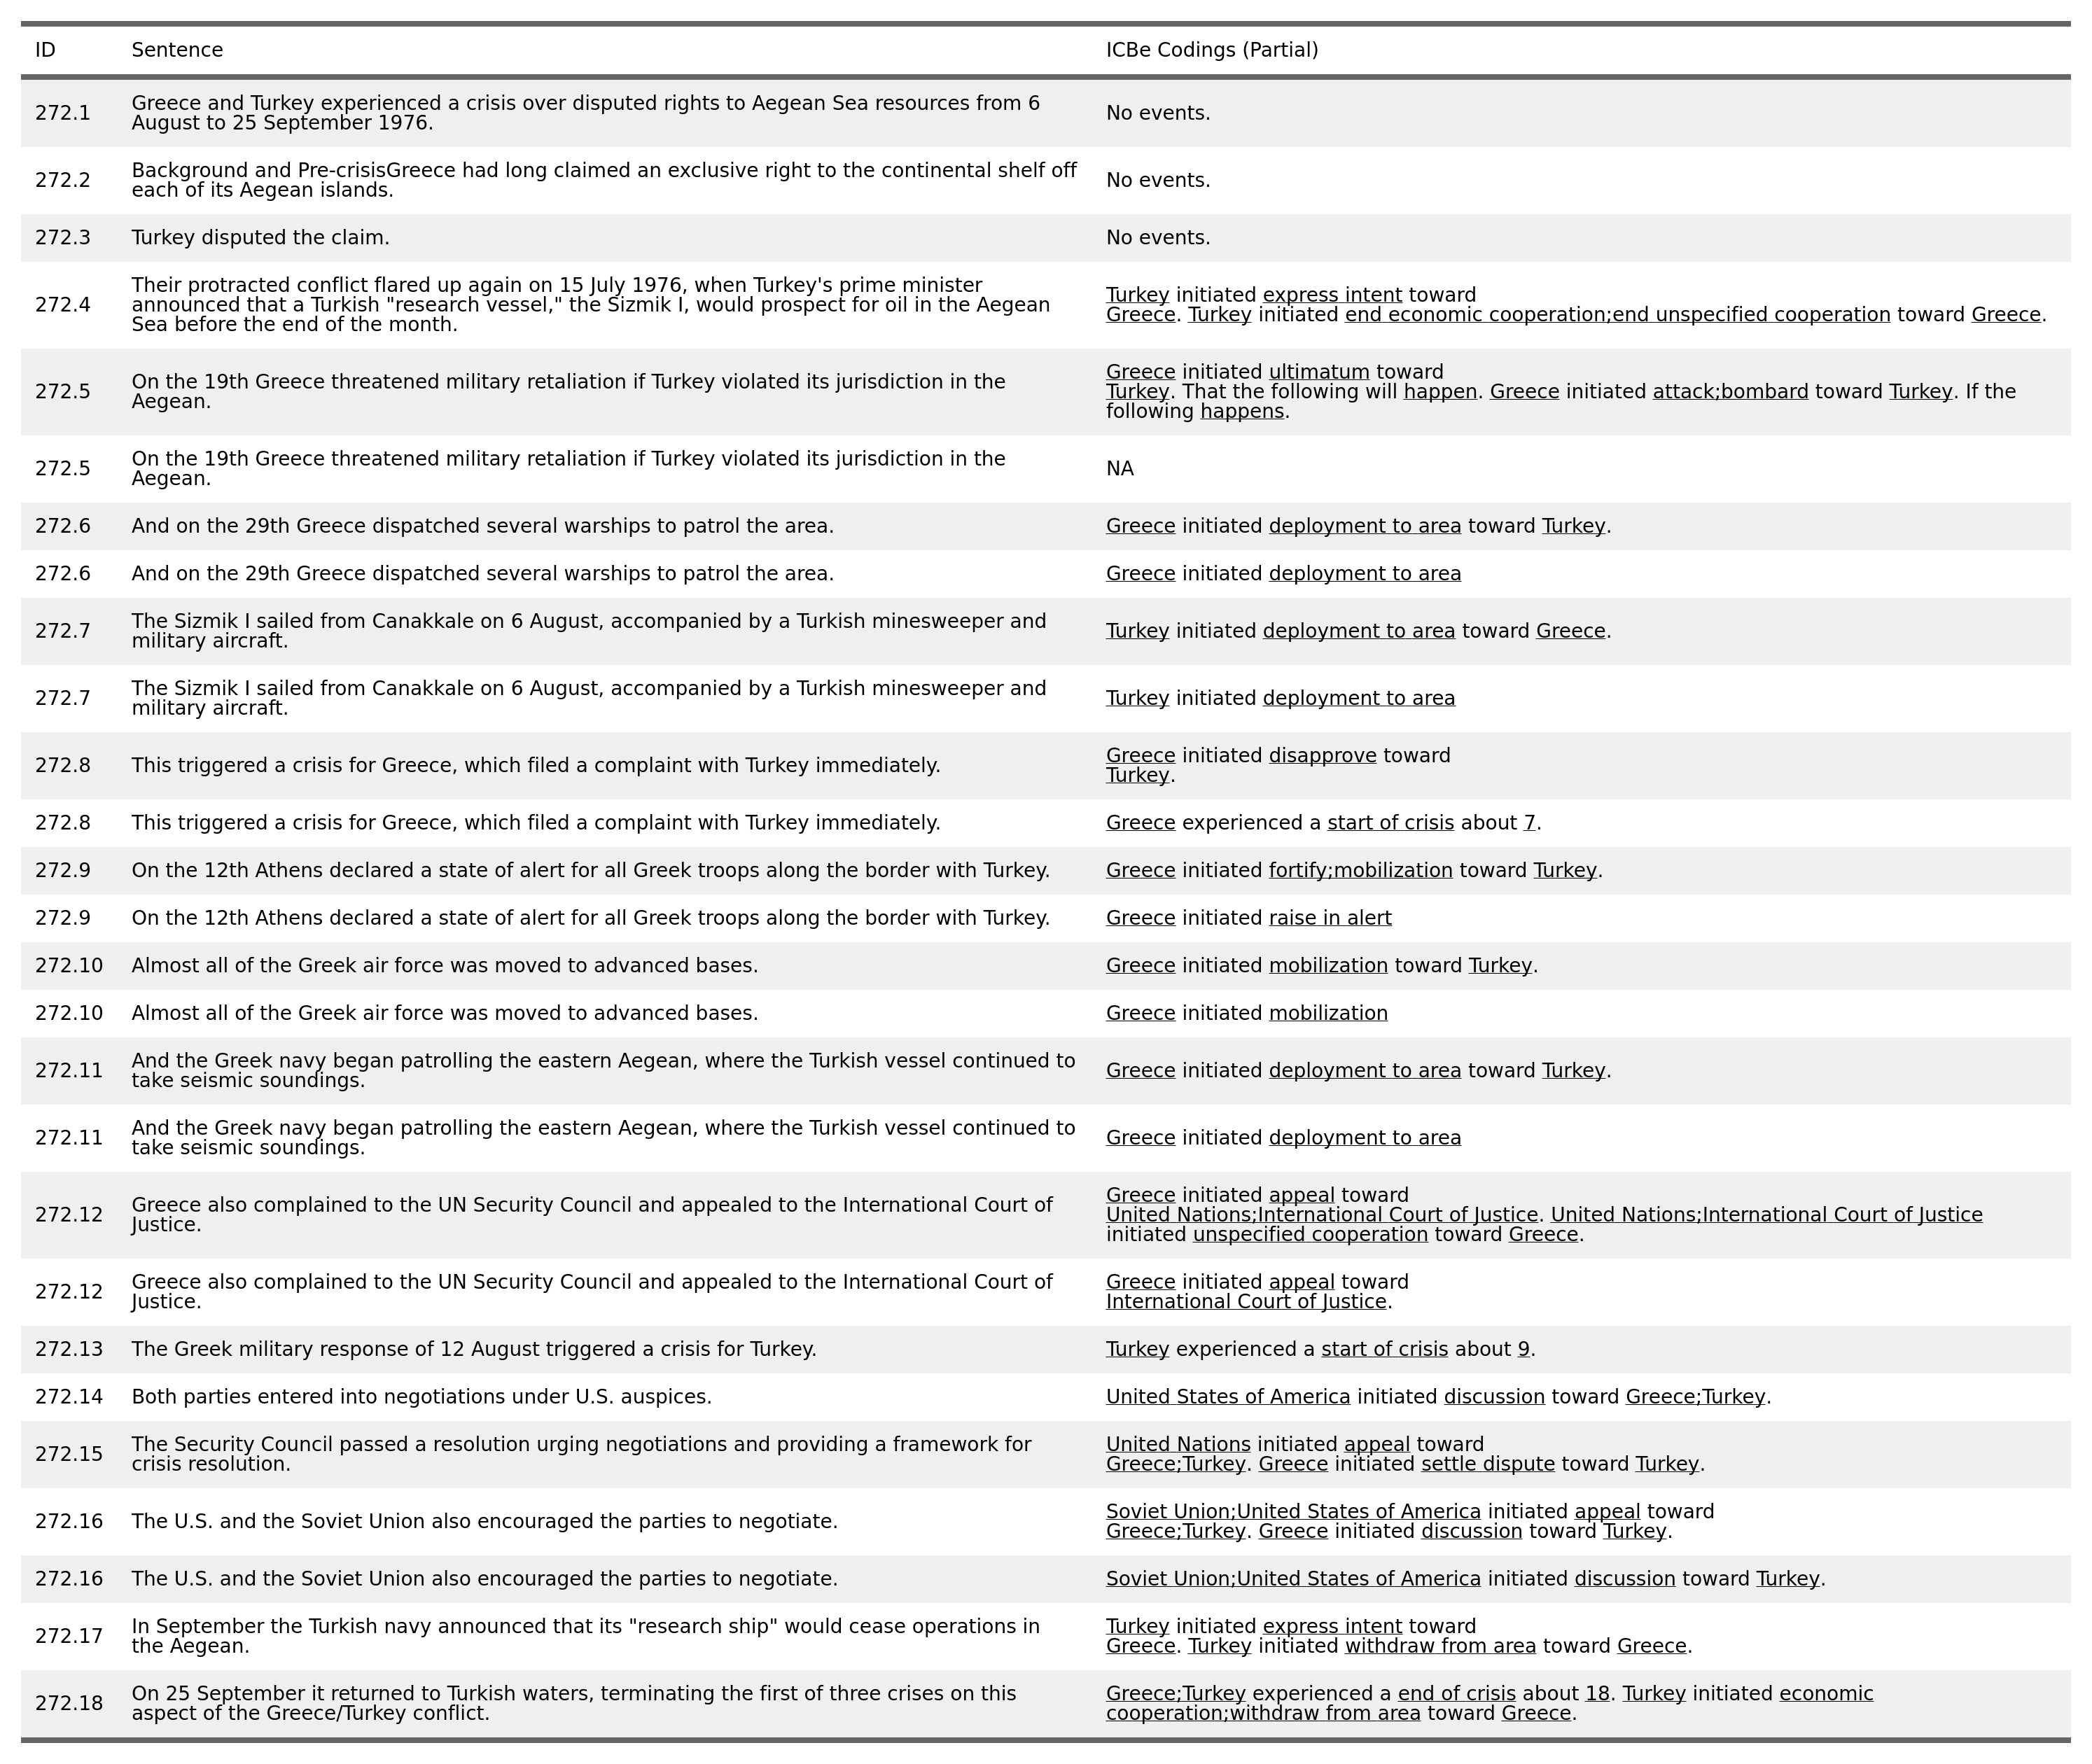 ID Sentence ICBe Codings (Partial)
272.1 Greece and Turkey experienced a crisis over disputed rights to Aegean Sea resources from 6
August to 25 September 1976. No events.
272.2 Background and Pre-crisisGreece had long claimed an exclusive right to the continental shelf off
each of its Aegean islands. No events.
272.3 Turkey disputed the claim. No events.
272.4 Their protracted conflict flared up again on 15 July 1976, when Turkey's prime minister
announced that a Turkish "research vessel," the Sizmik I, would prospect for oil in the Aegean
Sea before the end of the month.
Turkey initiated express intent toward
Greece. Turkey initiated end economic cooperation;end unspecified cooperation toward Greece.
272.5 On the 19th Greece threatened military retaliation if Turkey violated its jurisdiction in the
Aegean.
Greece initiated ultimatum toward
Turkey. That the following will happen. Greece initiated attack;bombard toward Turkey. If the
following happens.
272.5 On the 19th Greece threatened military retaliation if Turkey violated its jurisdiction in the
Aegean. NA
272.6 And on the 29th Greece dispatched several warships to patrol the area. Greece initiated deployment to area toward Turkey.
272.6 And on the 29th Greece dispatched several warships to patrol the area. Greece initiated deployment to area
272.7 The Sizmik I sailed from Canakkale on 6 August, accompanied by a Turkish minesweeper and
military aircraft. Turkey initiated deployment to area toward Greece.
272.7 The Sizmik I sailed from Canakkale on 6 August, accompanied by a Turkish minesweeper and
military aircraft. Turkey initiated deployment to area
272.8 This triggered a crisis for Greece, which filed a complaint with Turkey immediately.
Greece initiated disapprove toward
Turkey.
272.8 This triggered a crisis for Greece, which filed a complaint with Turkey immediately. Greece experienced a start of crisis about 7.
272.9 On the 12th Athens declared a state of alert for all Greek troops along the border with Turkey. Greece initiated fortify;mobilization toward Turkey.
272.9 On the 12th Athens declared a state of alert for all Greek troops along the border with Turkey. Greece initiated raise in alert
272.10 Almost all of the Greek air force was moved to advanced bases. Greece initiated mobilization toward Turkey.
272.10 Almost all of the Greek air force was moved to advanced bases. Greece initiated mobilization
272.11 And the Greek navy began patrolling the eastern Aegean, where the Turkish vessel continued to
take seismic soundings. Greece initiated deployment to area toward Turkey.
272.11 And the Greek navy began patrolling the eastern Aegean, where the Turkish vessel continued to
take seismic soundings. Greece initiated deployment to area
272.12 Greece also complained to the UN Security Council and appealed to the International Court of
Justice.
Greece initiated appeal toward
United Nations;International Court of Justice. United Nations;International Court of Justice
initiated unspecified cooperation toward Greece.
272.12 Greece also complained to the UN Security Council and appealed to the International Court of
Justice.
Greece initiated appeal toward
International Court of Justice.
272.13 The Greek military response of 12 August triggered a crisis for Turkey. Turkey experienced a start of crisis about 9.
272.14 Both parties entered into negotiations under U.S. auspices. United States of America initiated discussion toward Greece;Turkey.
272.15 The Security Council passed a resolution urging negotiations and providing a framework for
crisis resolution.
United Nations initiated appeal toward
Greece;Turkey. Greece initiated settle dispute toward Turkey.
272.16 The U.S. and the Soviet Union also encouraged the parties to negotiate.
Soviet Union;United States of America initiated appeal toward
Greece;Turkey. Greece initiated discussion toward Turkey.
272.16 The U.S. and the Soviet Union also encouraged the parties to negotiate. Soviet Union;United States of America initiated discussion toward Turkey.
272.17 In September the Turkish navy announced that its "research ship" would cease operations in
the Aegean.
Turkey initiated express intent toward
Greece. Turkey initiated withdraw from area toward Greece.
272.18 On 25 September it returned to Turkish waters, terminating the first of three crises on this
aspect of the Greece/Turkey conflict.
Greece;Turkey experienced a end of crisis about 18. Turkey initiated economic
cooperation;withdraw from area toward Greece.